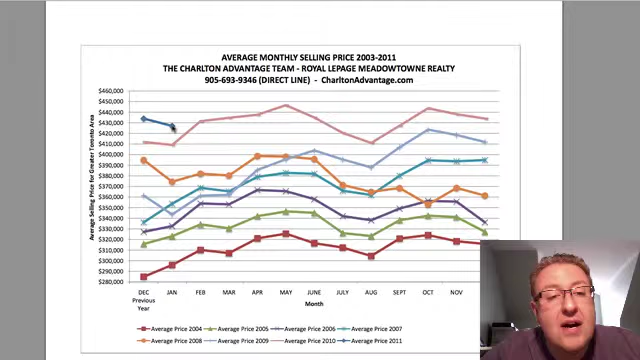 AVERAGE MONTHLY SELLING PRICE 2003-2011
THE CHARLTON ADVANTAGE TEAM - ROYAL LEPAGE MEADOWTOWNE REALTY
905-693-9346 (DIRECT LINE) - CharltonAdvantage.com
Average Selling Price for Greater Toronto Area
$460,000
$450,000
$440,000
$430,000
$420,000
$410,000
$400,000
$390,000
$380,000
$370,000
$360,000
$350,000
$340,000
$330,000
$320,000
$310,000
$300,000
$290,000
$280,000
DEC Previous Year
JAN
FEB
MAR
APR
MAY
JUNE
JULY
AUG
SEPT
OCT
NOV
Month
Average Price 2004
Average Price 2005
Average Price 2006
Average Price 2007
Average Price 2008
Average Price 2009
Average Price 2010
Average Price 2011